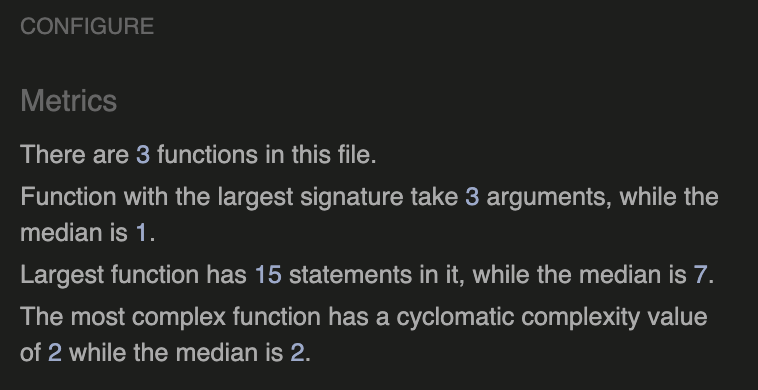 CONFIGURE
Metrics
There are 3 functions in this file.
Function with the largest signature take 3 arguments, while the
median is 1.
Largest function has 15 statements in it, while the median is 7.
The most complex function has a cyclomatic complexity value
of 2 while the median is 2.